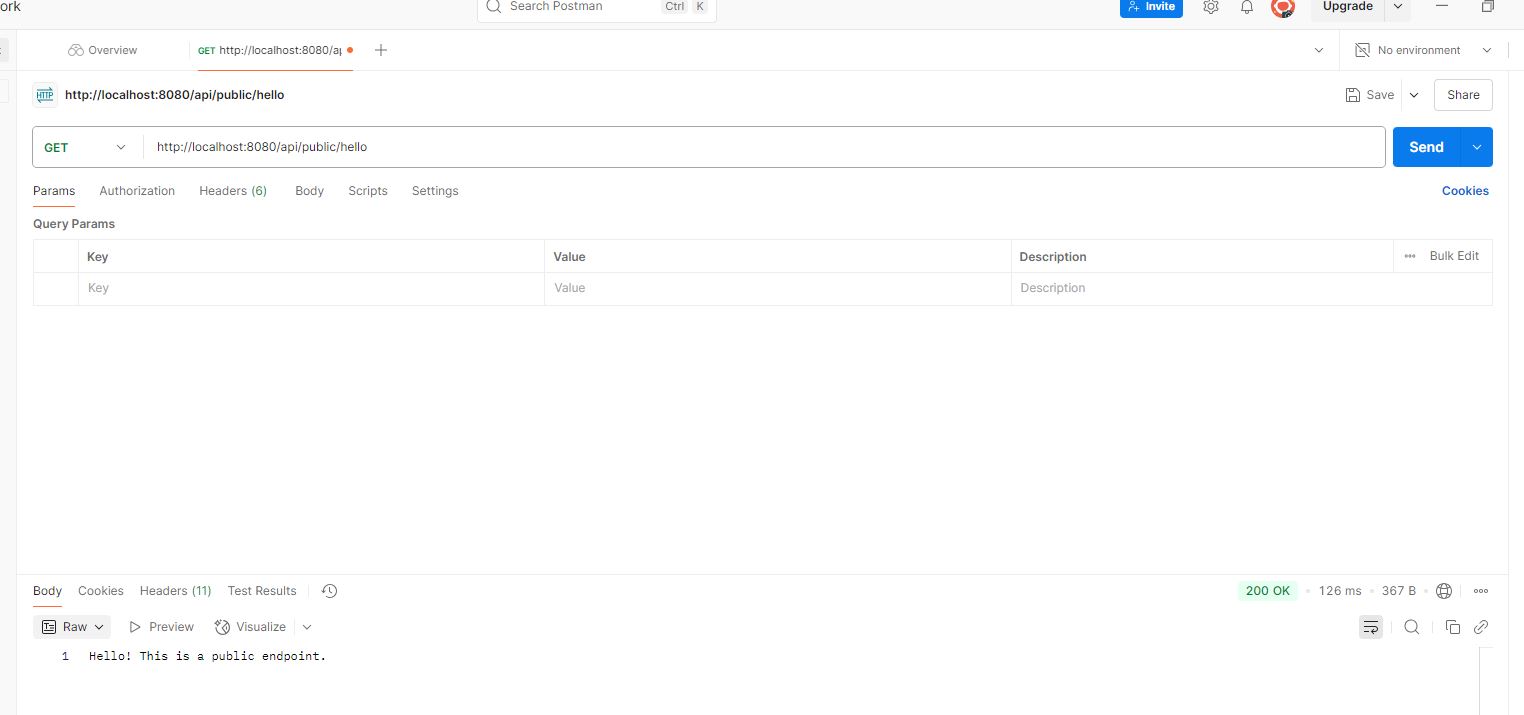 ork
Search Postman Ctrl K
Invite
Upgrade
Overview
GET http://localhost:8080/a
No environment
HTTP http://localhost:8080/api/public/hello
Save
Share
GET http://localhost:8080/api/public/hello
Send
Params Authorization Headers (6) Body Scripts Settings
Cookies
Query Params
Key Value Description Bulk Edit
Key Value Description
Body Cookies Headers (11) Test Results
200 OK 126 ms 367 B
Raw Preview Visualize
1 Hello! This is a public endpoint.